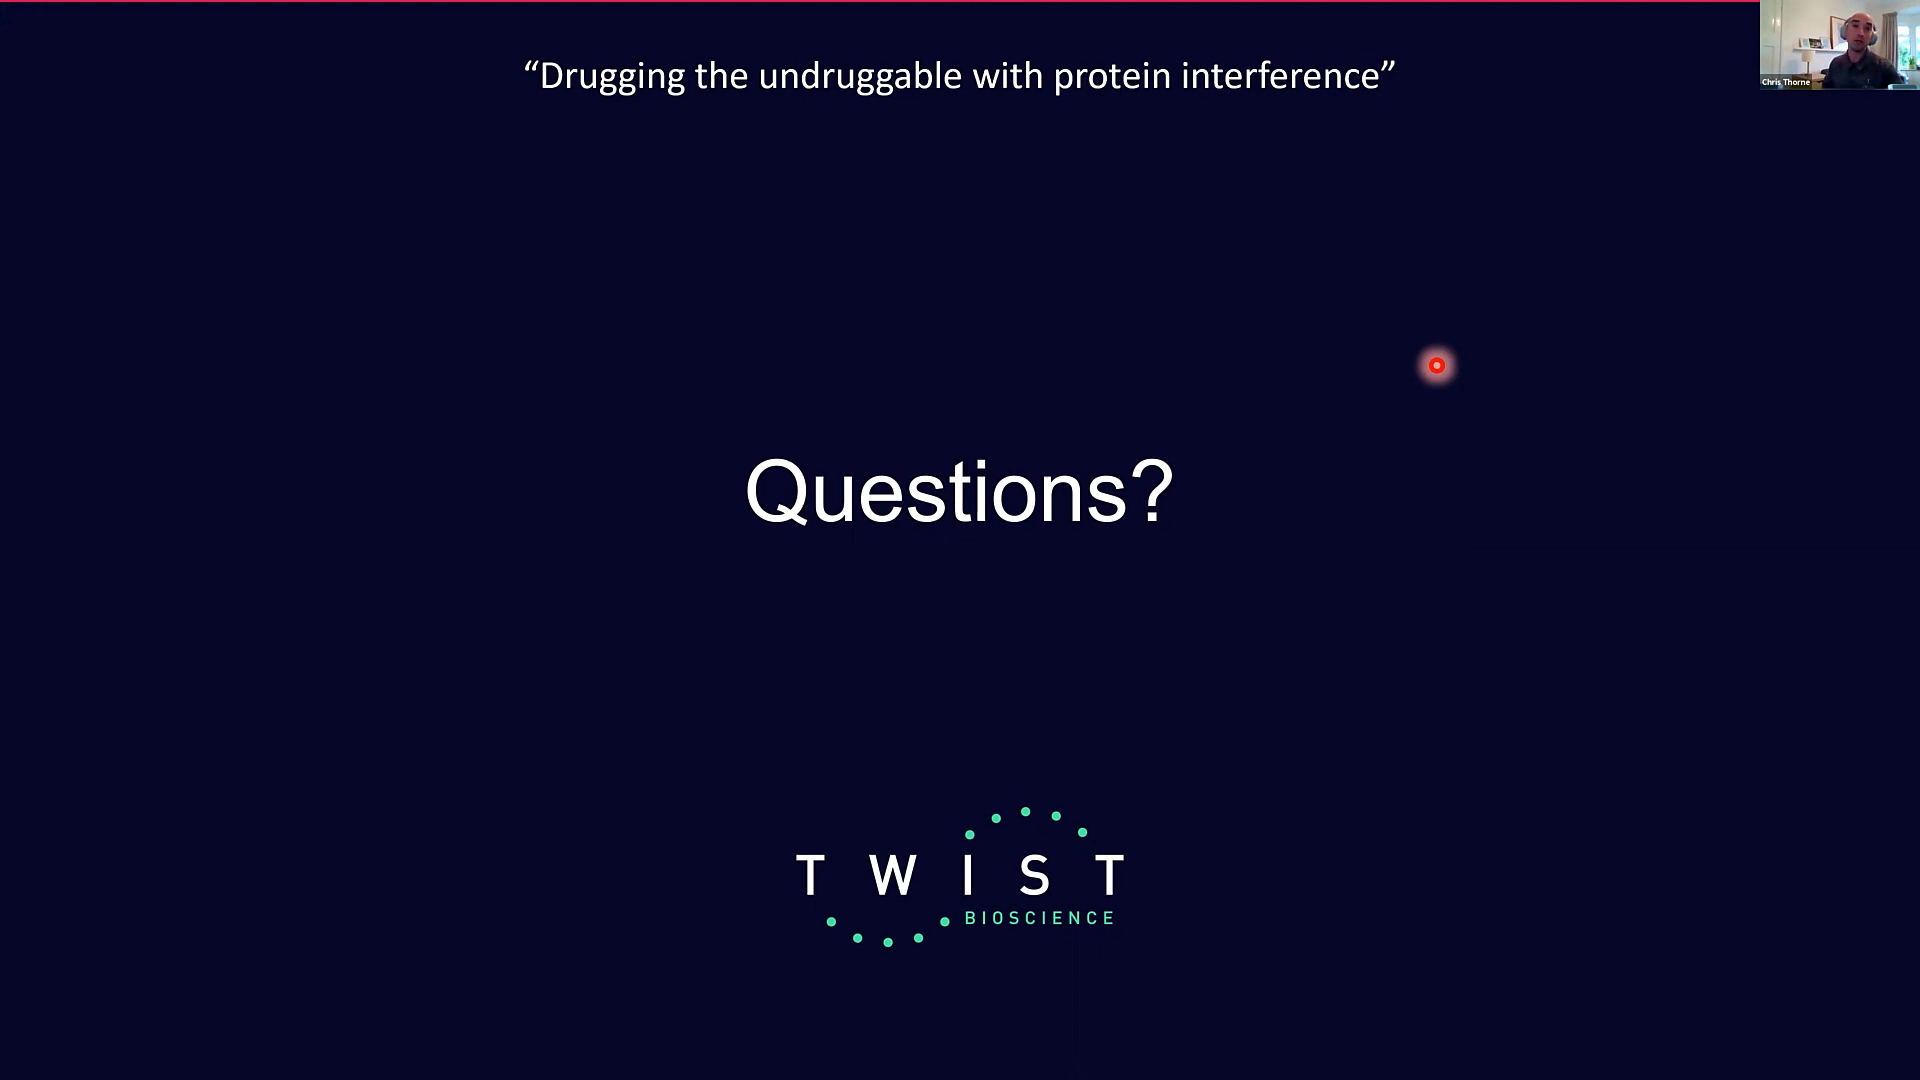 “Drugging the undruggable with protein interference”
Chris Thorne
Questions?
TWIST
BIOSCIENCE